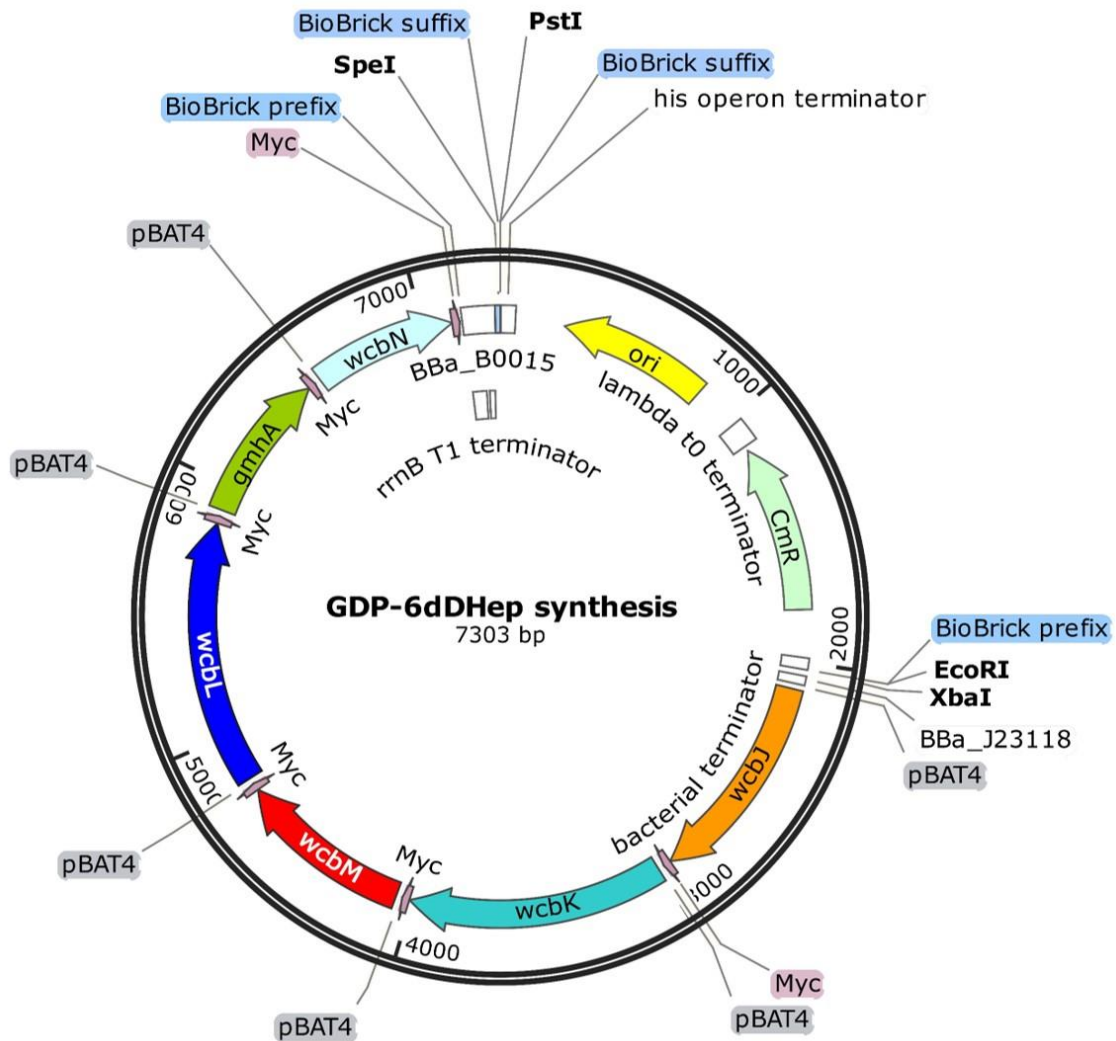 BioBrick suffix
PstI
SpeI
BioBrick suffix
BioBrick prefix
his operon terminator
Myc
pBAT4
7000
wcbN
BBa_B0015
ori
1000
Myc
lambda t0 terminator
gmhA
rrnB T1 terminator
pBAT4
6000
Myc
CmR
GDP-6dDHep synthesis
7303 bp
2000
BioBrick prefix
EcoRI
XbaI
BBa_J23118
pBAT4
wcbL
bacterial terminator
wcbJ
Myc
5000
pBAT4
wcbM
Myc
wcbK
3000
4000
Myc
pBAT4
pBAT4